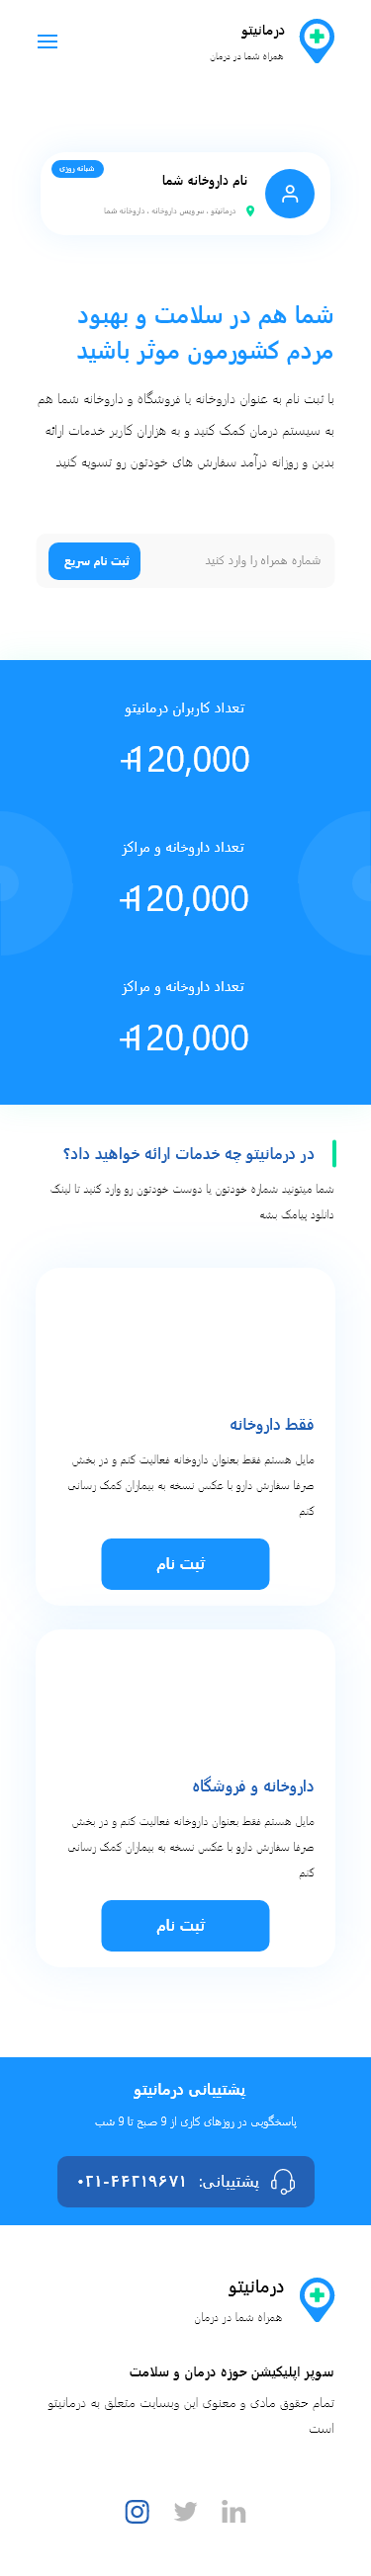 درمانیتو
همراه شما در درمان
شبانه روزی
نام داروخانه شما
درمانیتو ، سرویس داروخانه ، داروخانه شما
شما هم در سلامت و بهبود
مردم کشورمون موثر باشید
با ثبت نام به عنوان داروخانه یا فروشگاه و داروخانه شما هم
به سیستم درمان کمک کنید و به هزاران کاربر خدمات ارائه
بدین و روزانه درآمد سفارش های خودتون رو تسویه کنید
شماره همراه را وارد کنید
ثبت نام سریع
تعداد کاربران درمانیتو
+120,000
تعداد داروخانه و مراکز
+120,000
تعداد داروخانه و مراکز
+120,000
در درمانیتو چه خدمات ارائه خواهید داد؟
شما میتونید شماره خودتون یا دوست خودتون رو وارد کنید تا لینک
دانلود پیامک بشه
فقط داروخانه
مایل هستم فقط بعنوان داروخانه فعالیت کنم و در بخش
صرفا سفارش دارو با عکس نسخه به بیماران کمک رسانی
کنم
ثبت نام
داروخانه و فروشگاه
مایل هستم فقط بعنوان داروخانه فعالیت کنم و در بخش
صرفا سفارش دارو با عکس نسخه به بیماران کمک رسانی
کنم
ثبت نام
پشتیبانی درمانیتو
پاسخگویی در روزهای کاری از 9 صبح تا 9 شب
پشتیبانی: ۰۲۱-۴۴۲۱۹۶۷۱
درمانیتو
همراه شما در درمان
سوپر اپلیکیشن حوزه درمان و سلامت
تمام حقوق مادی و معنوی این وبسایت متعلق به درمانیتو
است